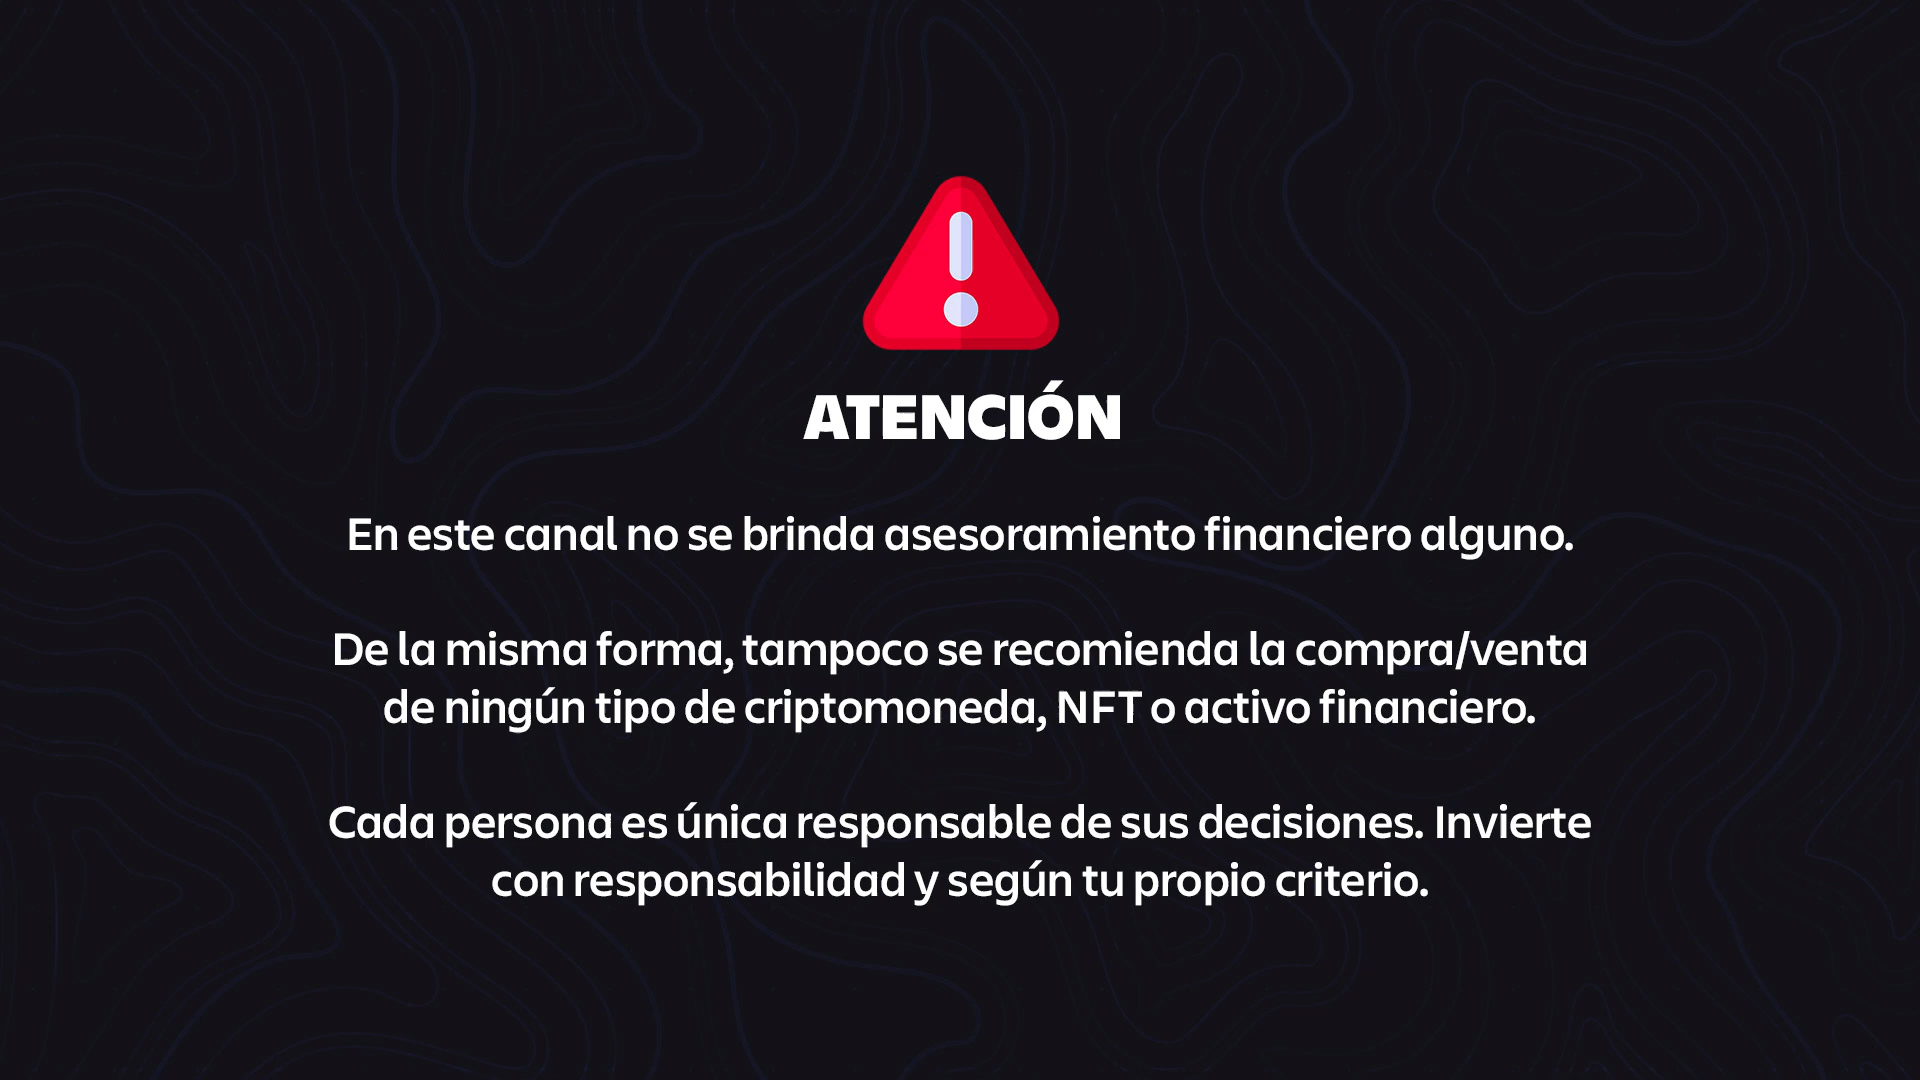 ATENCIÓN
En este canal no se brinda asesoramiento financiero alguno.
De la misma forma, tampoco se recomienda la compra/venta
de ningún tipo de criptomoneda, NFT o activo financiero.
Cada persona es única responsable de sus decisiones. Invierte
con responsabilidad y según tu propio criterio.